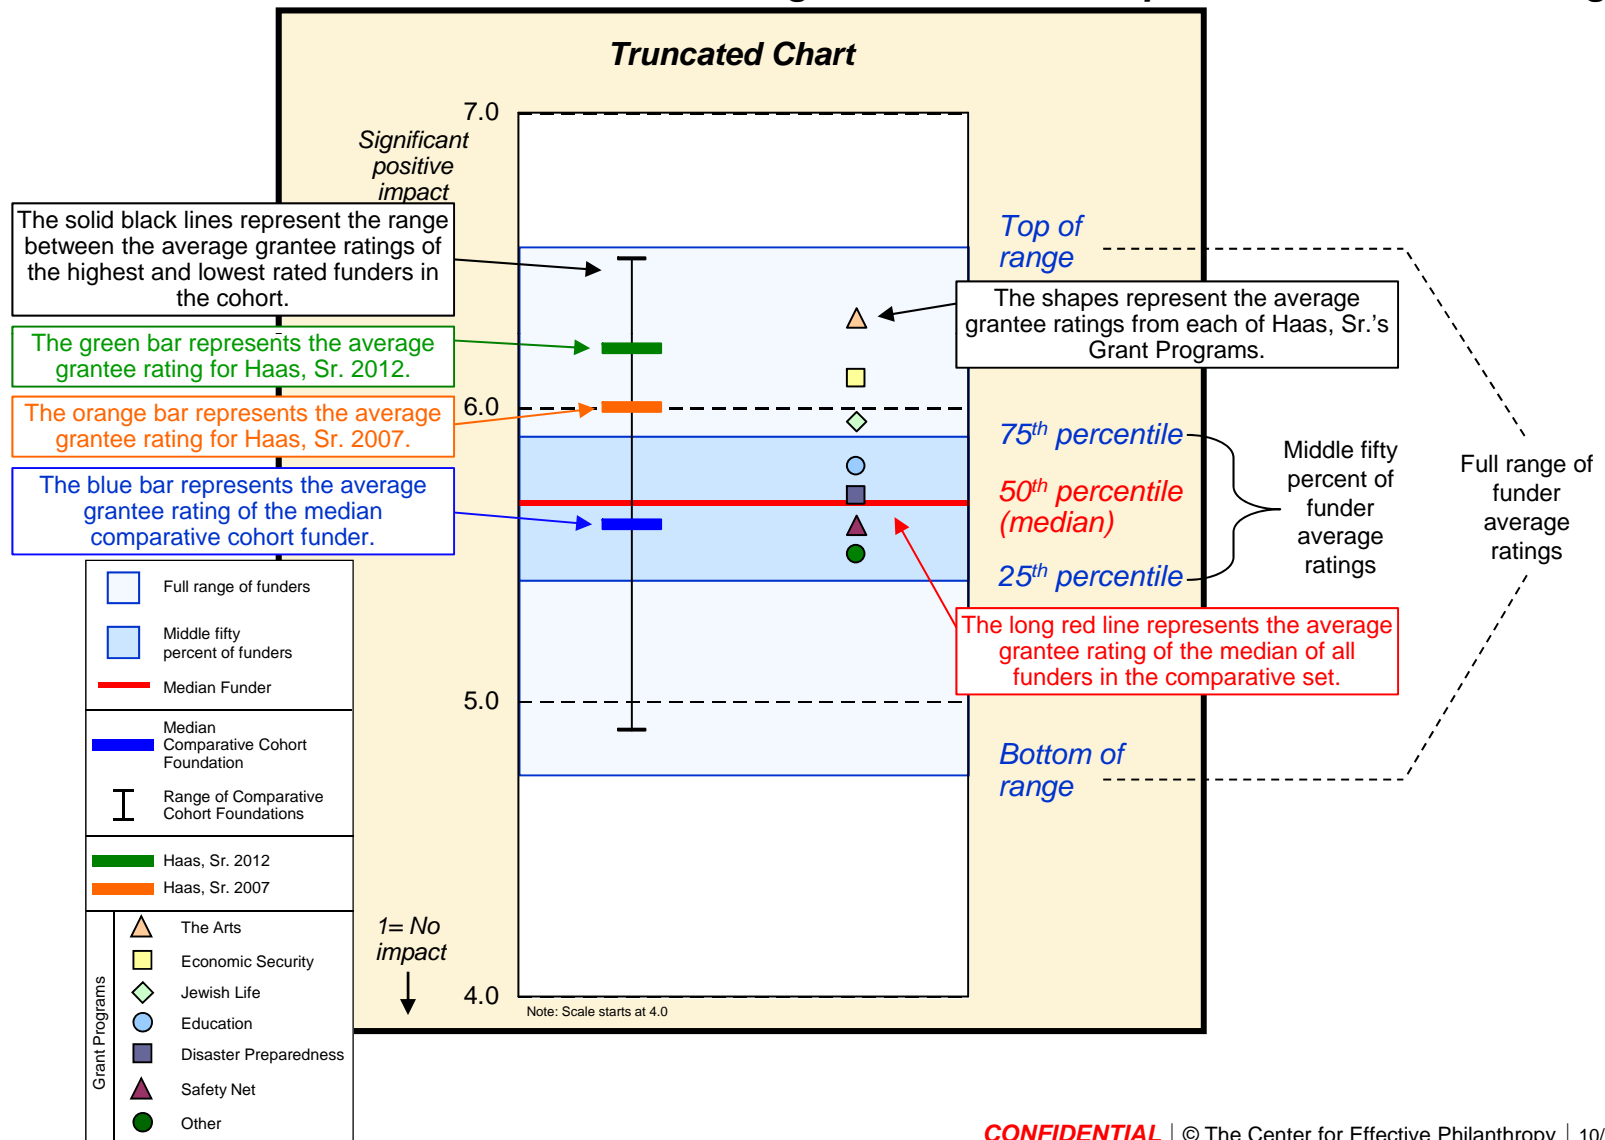 Truncated Chart
7.0
Significant
positive
impact
The solid black lines represent the range
between the average grantee ratings of
the highest and lowest rated funders in
the cohort.
Top of
range
The shapes represent the average
grantee ratings from each of Haas, Sr.'s
Grant Programs.
The green bar represents the average
grantee rating for Haas, Sr. 2012.
The orange bar represents the average
grantee rating for Haas, Sr. 2007.
6.0
75th percentile
The blue bar represents the average
grantee rating of the median
comparative cohort funder.
50th percentile
(median)
Middle fifty
percent of
funder
average
ratings
Full range of
funder
average
ratings
25th percentile
The long red line represents the average
grantee rating of the median of all
funders in the comparative set.
5.0
Bottom of
range
1= No
impact
4.0
Note: Scale starts at 4.0
Full range of funders
Middle fifty
percent of funders
Median Funder
Median
Comparative Cohort
Foundation
Range of Comparative
Cohort Foundations
Haas, Sr. 2012
Haas, Sr. 2007
Grant Programs
The Arts
Economic Security
Jewish Life
Education
Disaster Preparedness
Safety Net
Other
CONFIDENTIAL | © The Center for Effective Philanthropy | 10/